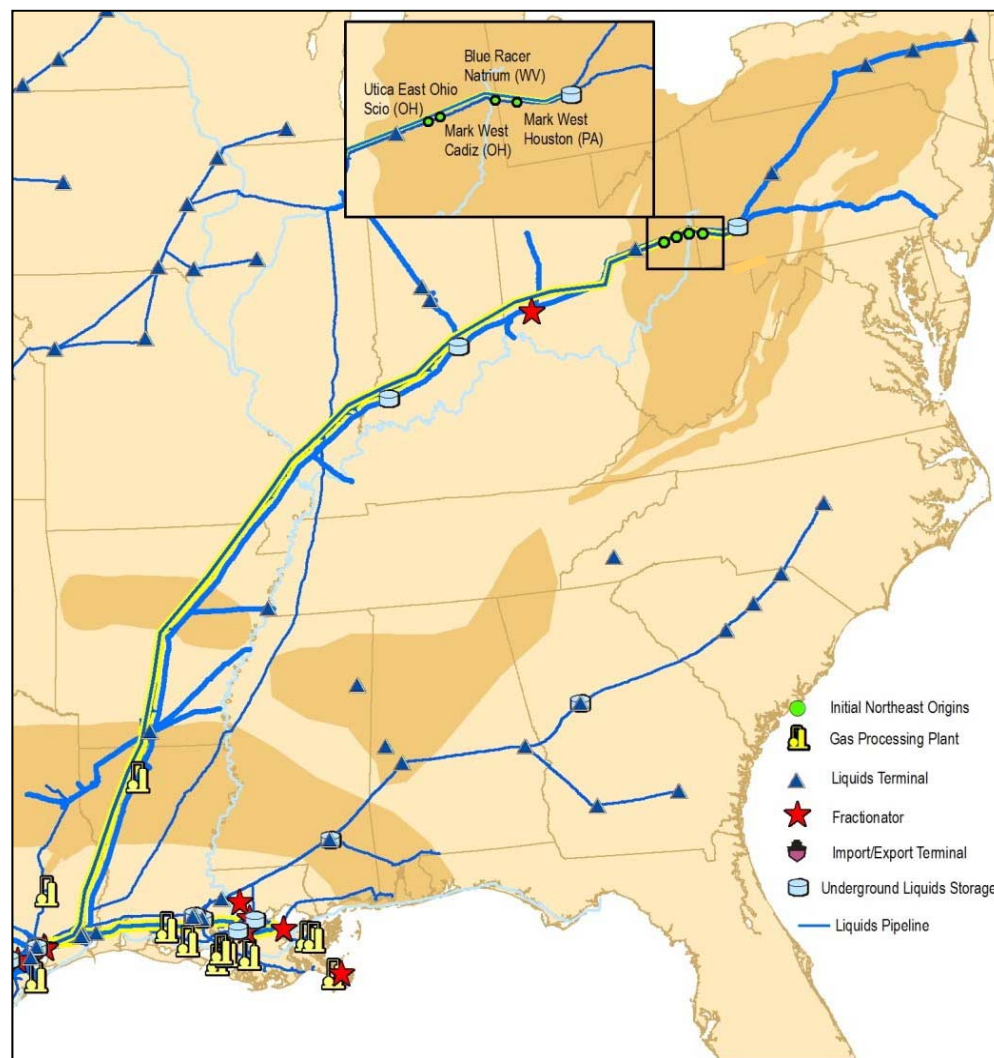 Blue Racer
Natrium (WV)
Utica East Ohio
Scio (OH)
Mark West
Cadiz (OH)
Mark West
Houston (PA)
Initial Northeast Origins
Gas Processing Plant
Liquids Terminal
Fractionator
Import/Export Terminal
Underground Liquids Storage
Liquids Pipeline